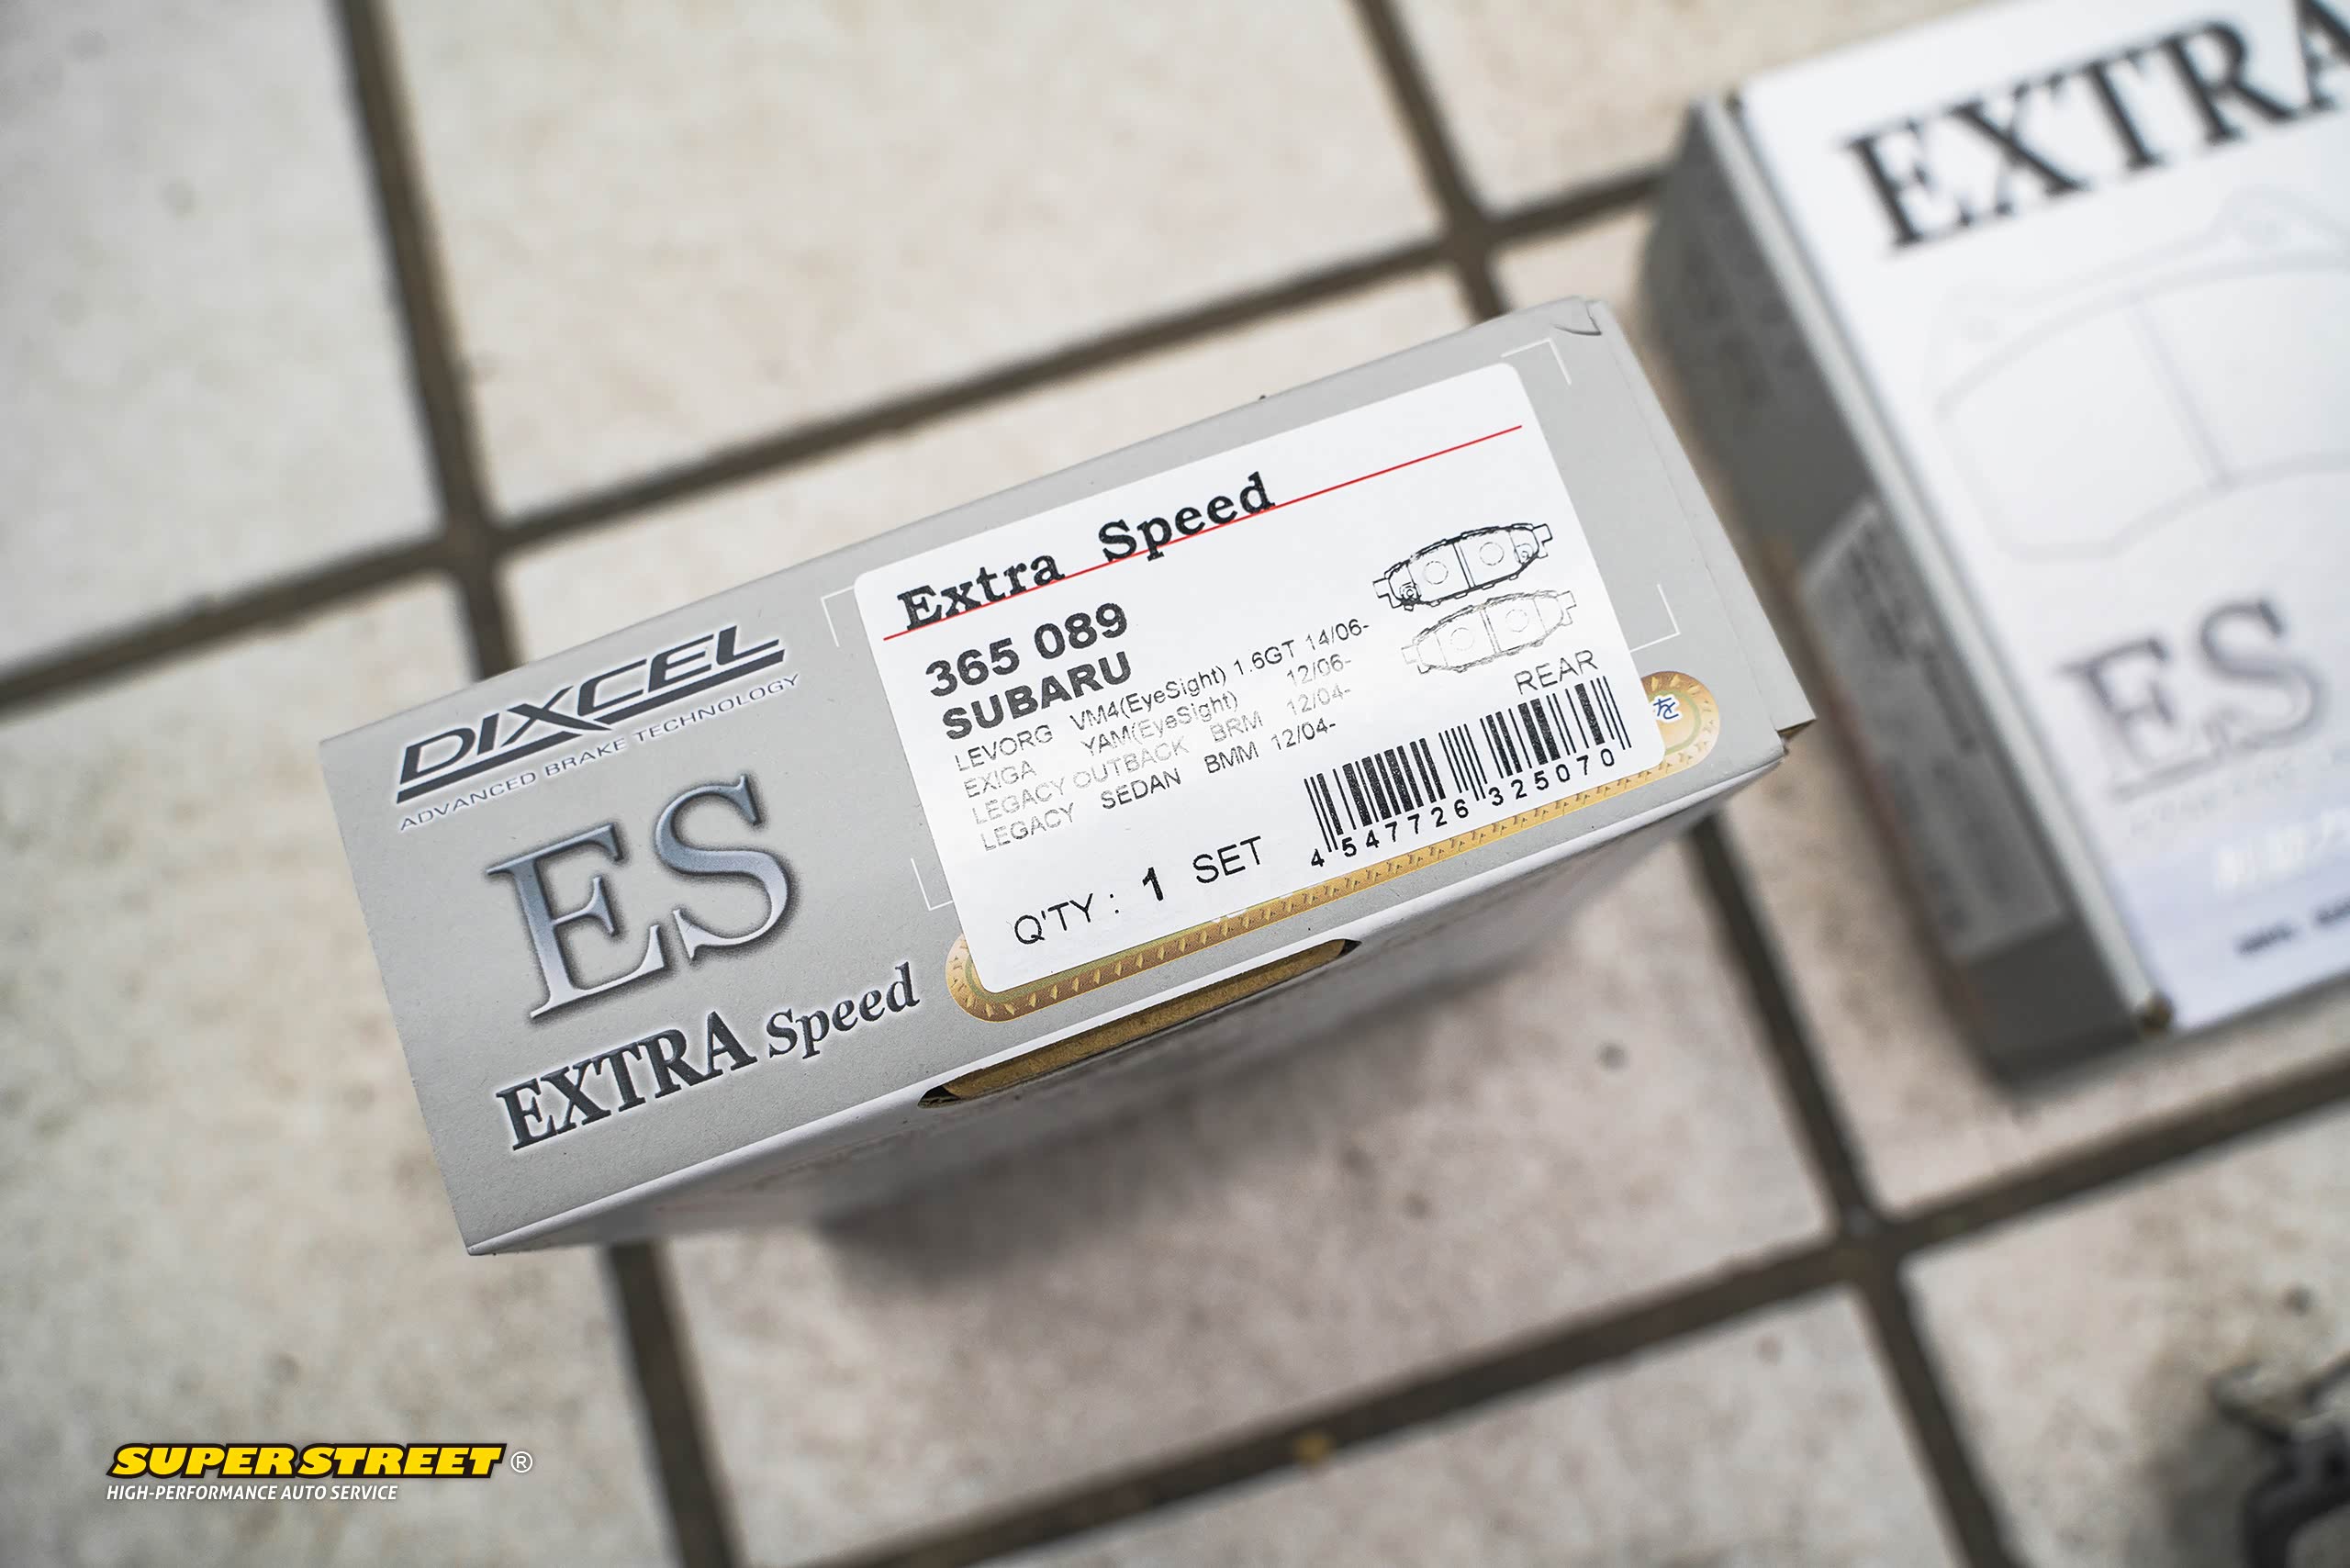 DIXCEL
ADVANCED BRAKE TECHNOLOGY
ES
EXTRA Speed
Extra Speed
365 089
SUBARU
LEVORG VM4(EyeSight) 1.6GT 14/06-
EXIGA YAM(EyeSight) 12/06-
LEGACY OUTBACK BRM 12/04-
LEGACY SEDAN BMM 12/04-
REAR
Q'TY : 1 SET
4 547726 325070
を
EXTRA
ES
SUPERSTREET®
HIGH-PERFORMANCE AUTO SERVICE